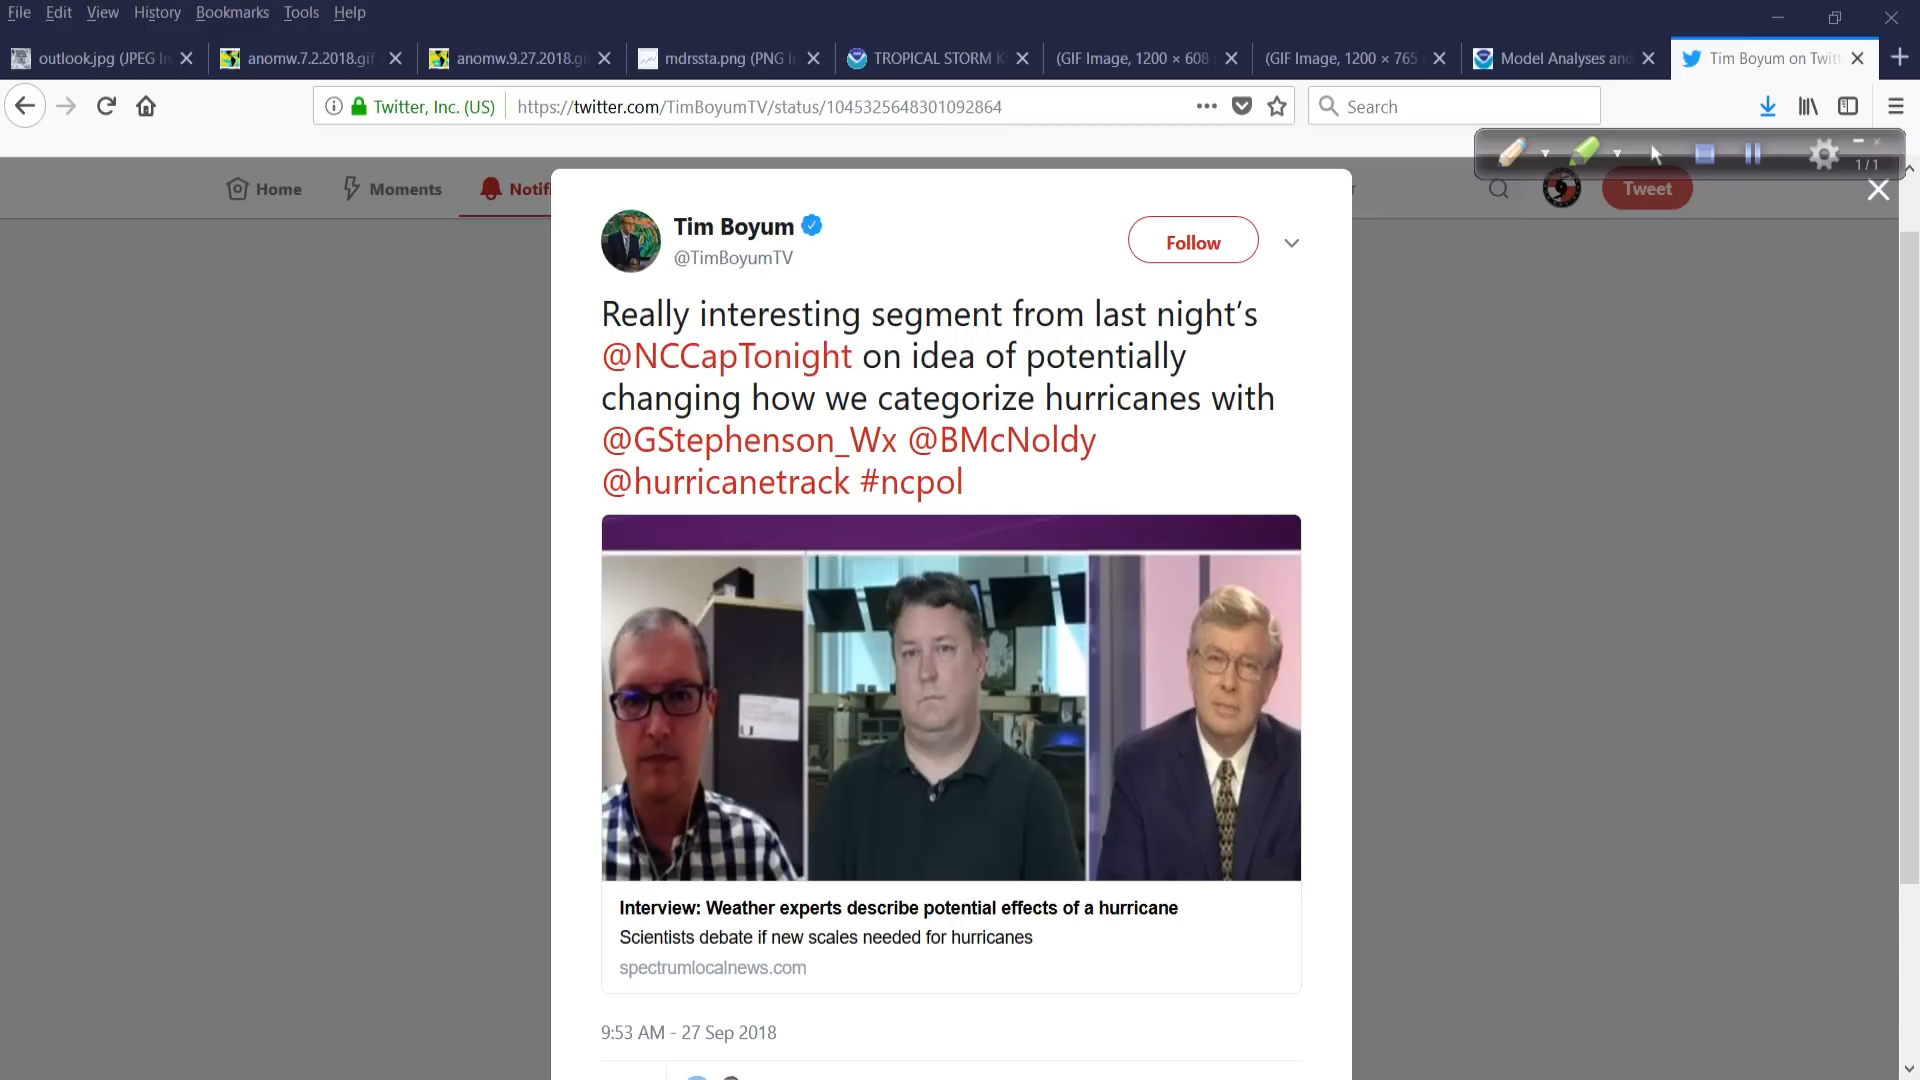 File Edit View History Bookmarks Tools Help
outlook.jpg (JPEG In
anomw.7.2.2018.gif
anomw.9.27.2018.gi
mdrssta.png (PNG I
TROPICAL STORM K
(GIF Image, 1200 × 608
(GIF Image, 1200 × 765
Model Analyses and
Tim Boyum on Twitt
Twitter, Inc. (US)
https://twitter.com/TimBoyumTV/status/1045325648301092864
Search
1/1
Home
Moments
Notifi
Tweet
Tim Boyum
@TimBoyumTV
Follow
Really interesting segment from last night’s
@NCCapTonight on idea of potentially
changing how we categorize hurricanes with
@GStephenson_Wx @BMcNoldy
@hurricanetrack #ncpol
Interview: Weather experts describe potential effects of a hurricane
Scientists debate if new scales needed for hurricanes
spectrumlocalnews.com
9:53 AM - 27 Sep 2018